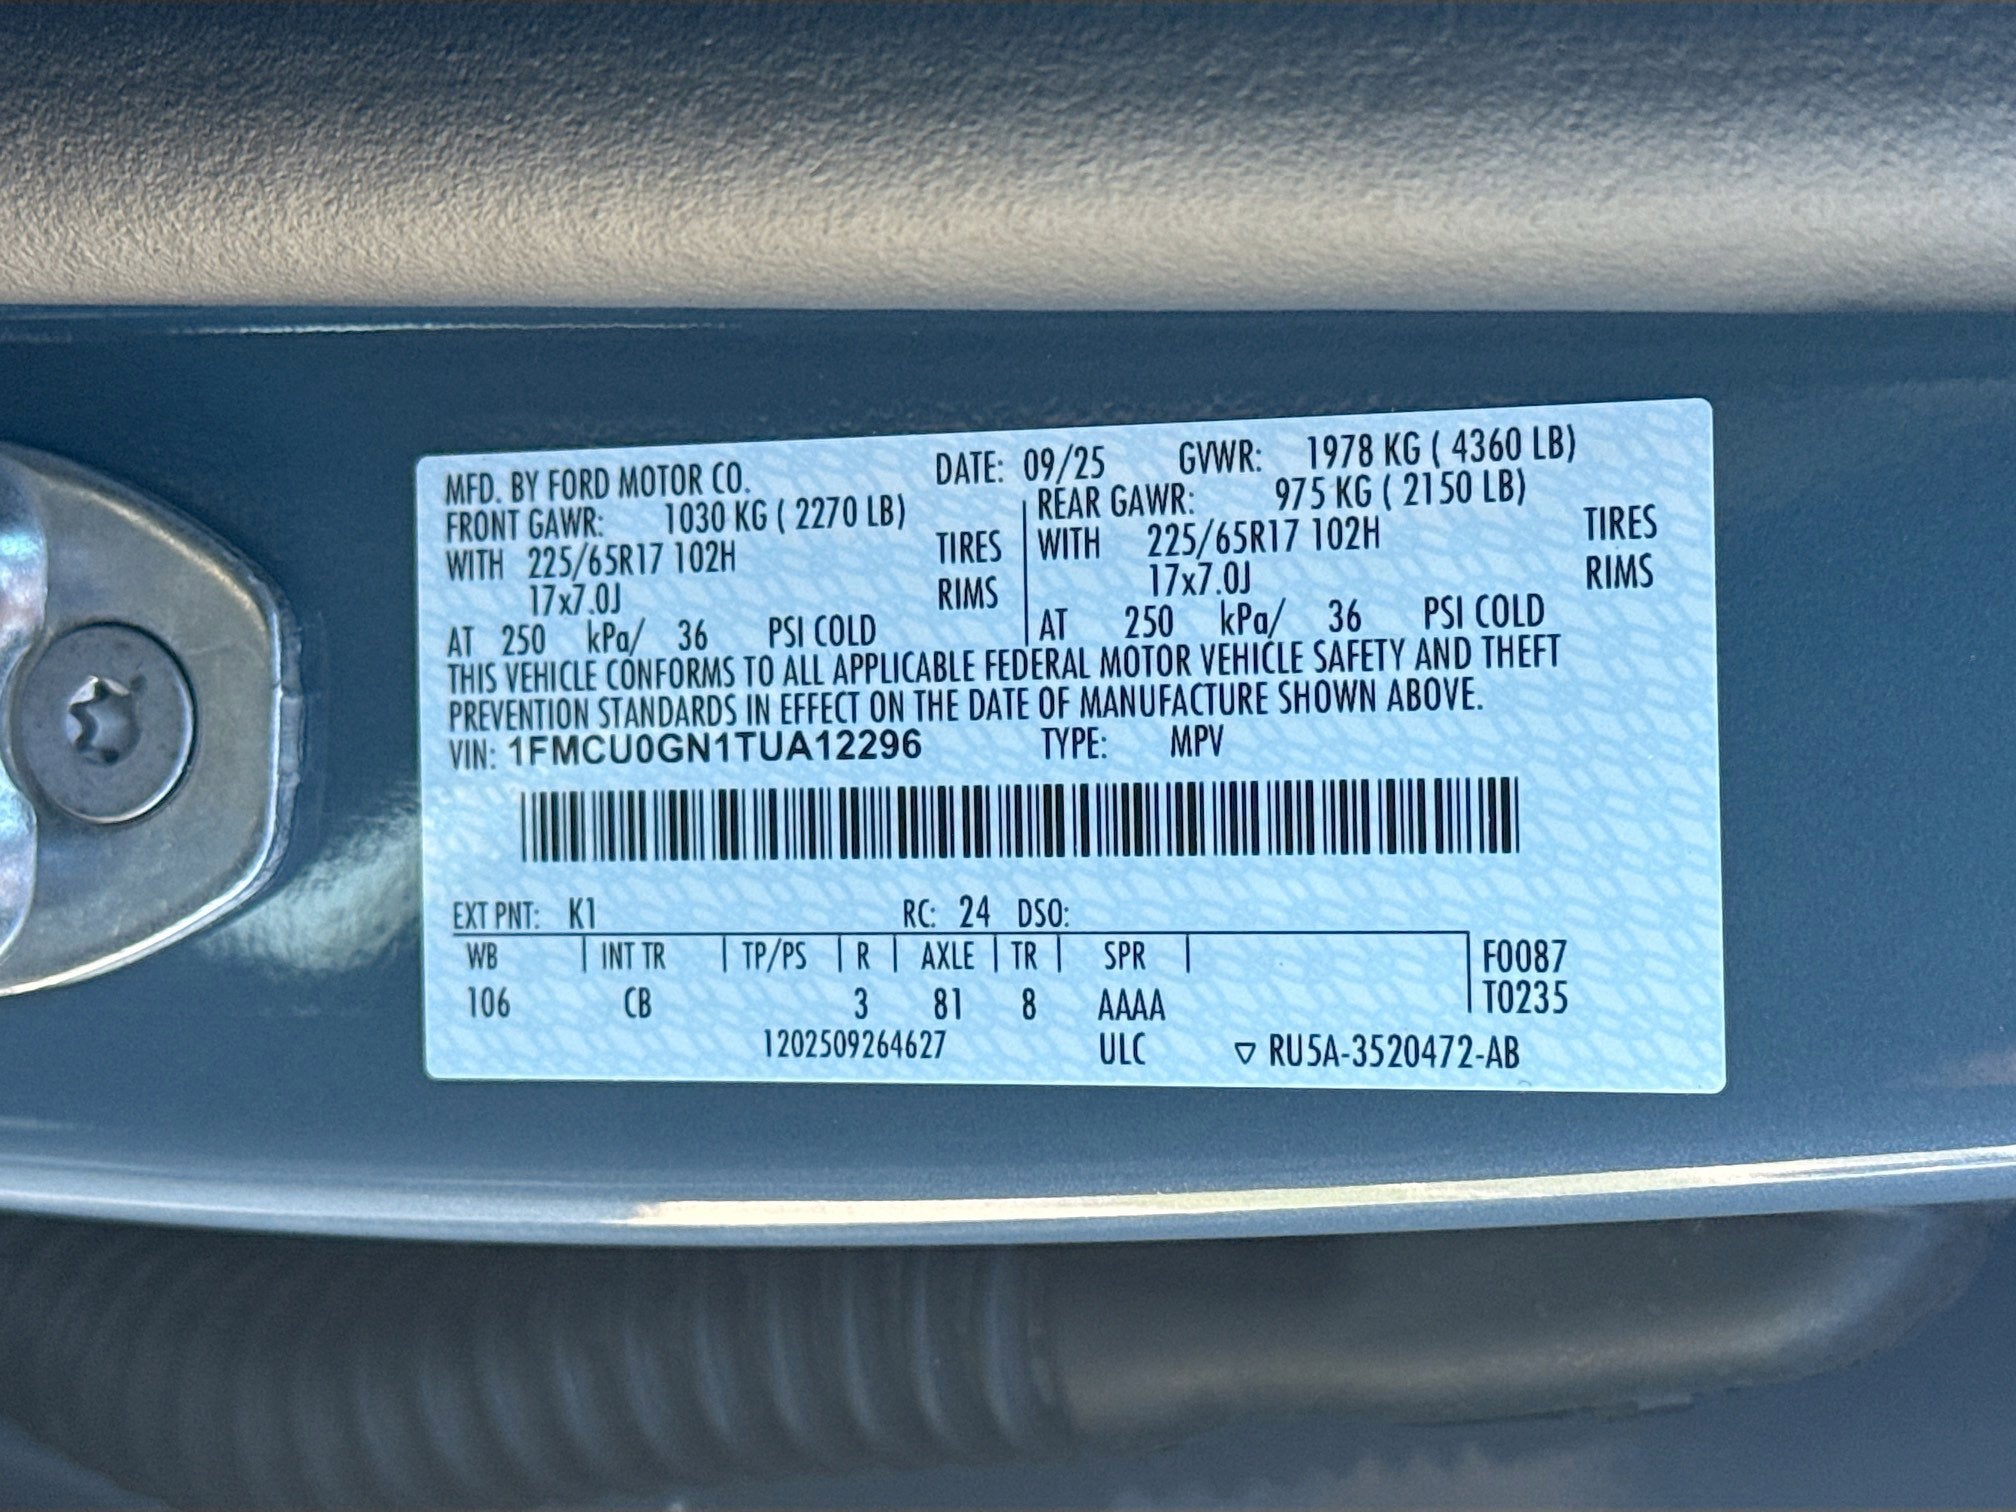 MFD. BY FORD MOTOR CO. DATE: 09/25 GVWR: 1978 KG ( 4360 LB)
FRONT GAWR: 1030 KG ( 2270 LB) REAR GAWR: 975 KG ( 2150 LB)
WITH 225/65R17 102H TIRES WITH 225/65R17 102H TIRES
17x7.0J RIMS 17x7.0J RIMS
AT 250 kPa/ 36 PSI COLD AT 250 kPa/ 36 PSI COLD
THIS VEHICLE CONFORMS TO ALL APPLICABLE FEDERAL MOTOR VEHICLE SAFETY AND THEFT
PREVENTION STANDARDS IN EFFECT ON THE DATE OF MANUFACTURE SHOWN ABOVE.
VIN: 1FMCU0GN1TUA12296 TYPE: MPV
EXT PNT: K1 RC: 24 DSO:
WB INT TR TP/PS R AXLE TR SPR F0087
106 CB 3 81 8 AAAA T0235
1202509264627 ULC ▽ RU5A-3520472-AB